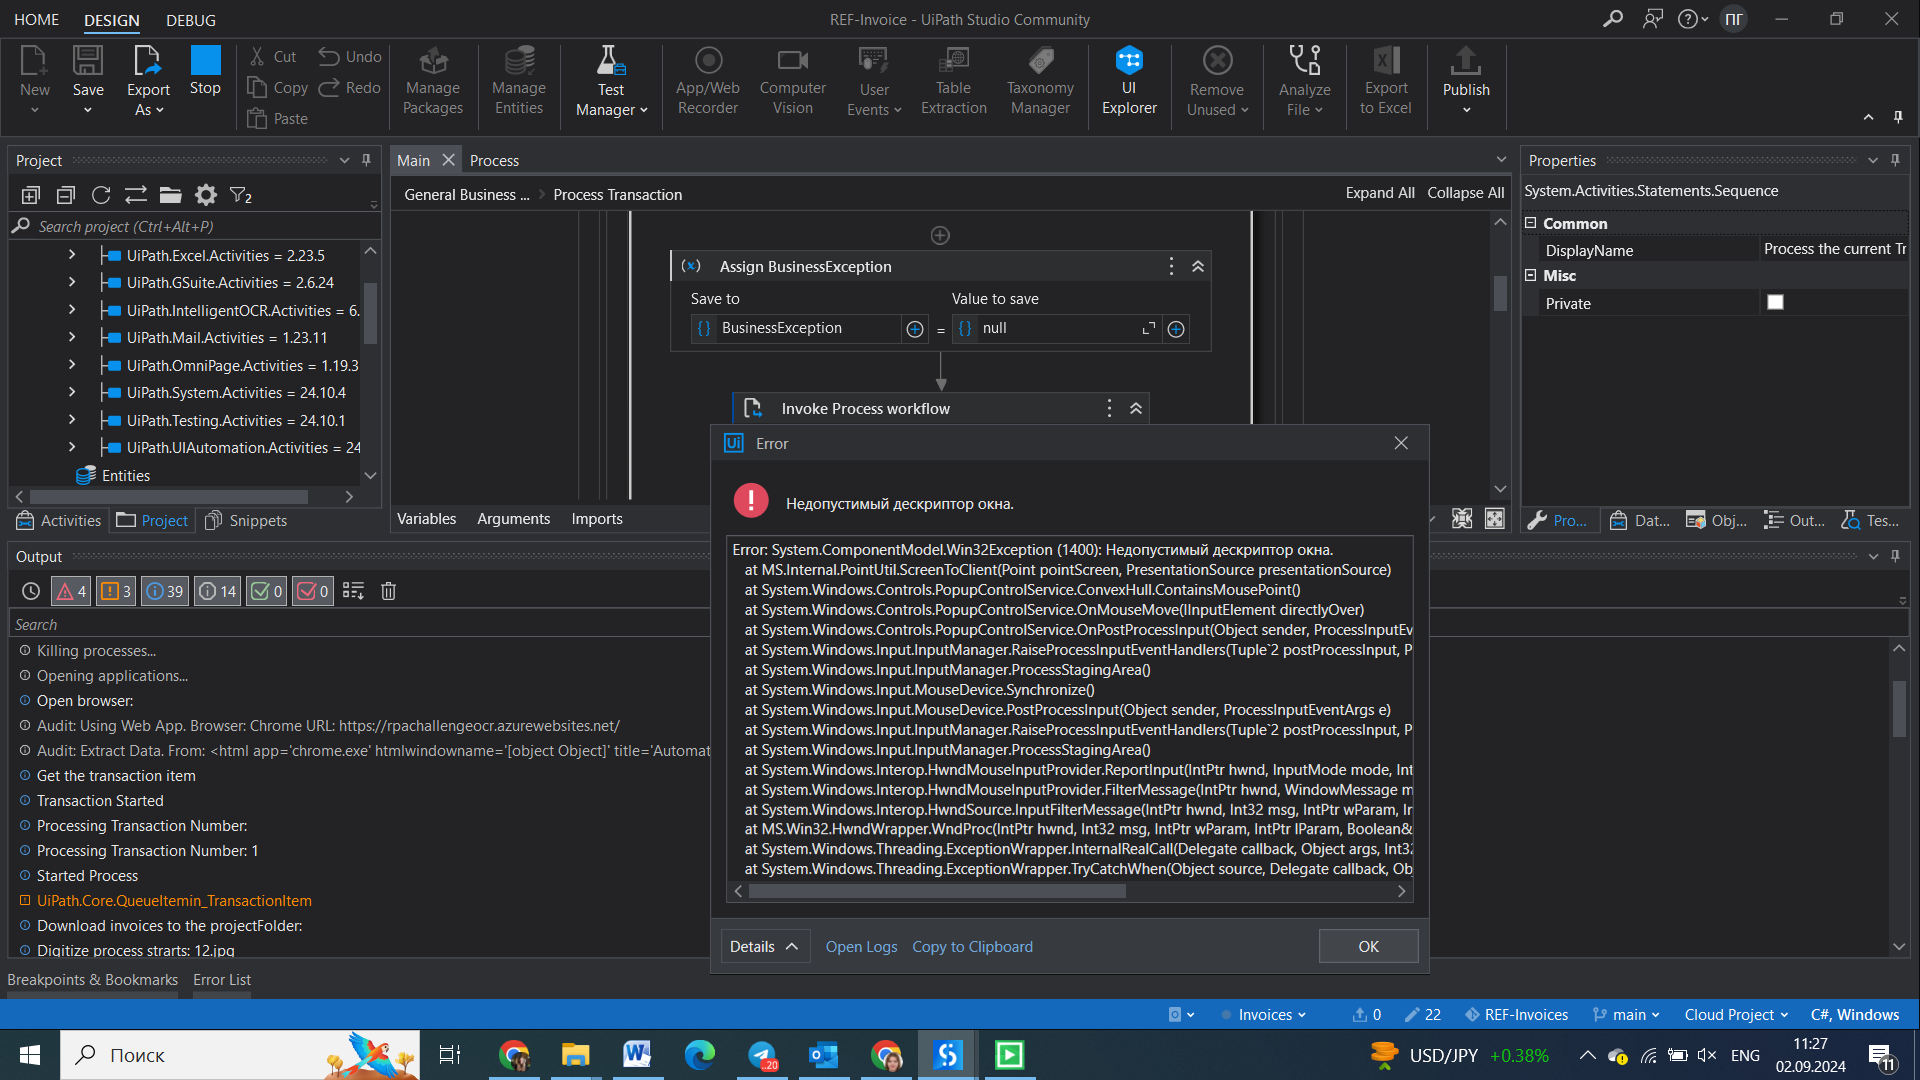 HOME
DESIGN
DEBUG
REF-Invoice - UiPath Studio Community
ПГ
New
Save
Export As
Stop
Cut
Copy
Paste
Undo
Redo
Manage Packages
Manage Entities
Test Manager
App/Web Recorder
Computer Vision
User Events
Table Extraction
Taxonomy Manager
UI Explorer
Remove Unused
Analyze File
Export to Excel
Publish
Project
2
Search project (Ctrl+Alt+P)
UiPath.Excel.Activities = 2.23.5
UiPath.GSuite.Activities = 2.6.24
UiPath.IntelligentOCR.Activities = 6.
UiPath.Mail.Activities = 1.23.11
UiPath.OmniPage.Activities = 1.19.3
UiPath.System.Activities = 24.10.4
UiPath.Testing.Activities = 24.10.1
UiPath.UIAutomation.Activities = 24
Entities
Activities
Project
Snippets
Main
Process
General Business ...
Process Transaction
Expand All
Collapse All
Assign BusinessException
Save to
Value to save
BusinessException
=
null
Invoke Process workflow
Variables
Arguments
Imports
Properties
System.Activities.Statements.Sequence
Common
DisplayName
Process the current Tr
Misc
Private
Pro...
Dat...
Obj...
Out...
Tes...
Output
4
3
39
14
0
0
Search
Killing processes...
Opening applications...
Open browser:
Audit: Using Web App. Browser: Chrome URL: https://rpachallengeocr.azurewebsites.net/
Audit: Extract Data. From: <html app='chrome.exe' htmlwindowname='[object Object]' title='Automat
Get the transaction item
Transaction Started
Processing Transaction Number:
Processing Transaction Number: 1
Started Process
UiPath.Core.QueueItemin_TransactionItem
Download invoices to the projectFolder:
Digitize process strarts: 12.jpg
Ui
Error
Недопустимый дескриптор окна.
Error: System.ComponentModel.Win32Exception (1400): Недопустимый дескриптор окна.
at MS.Internal.PointUtil.ScreenToClient(Point pointScreen, PresentationSource presentationSource)
at System.Windows.Controls.PopupControlService.ConvexHull.ContainsMousePoint()
at System.Windows.Controls.PopupControlService.OnMouseMove(IInputElement directlyOver)
at System.Windows.Controls.PopupControlService.OnPostProcessInput(Object sender, ProcessInputEv
at System.Windows.Input.InputManager.RaiseProcessInputEventHandlers(Tuple`2 postProcessInput, P
at System.Windows.Input.InputManager.ProcessStagingArea()
at System.Windows.Input.MouseDevice.Synchronize()
at System.Windows.Input.MouseDevice.PostProcessInput(Object sender, ProcessInputEventArgs e)
at System.Windows.Input.InputManager.RaiseProcessInputEventHandlers(Tuple`2 postProcessInput, P
at System.Windows.Input.InputManager.ProcessStagingArea()
at System.Windows.Interop.HwndMouseInputProvider.ReportInput(IntPtr hwnd, InputMode mode, Int
at System.Windows.Interop.HwndMouseInputProvider.FilterMessage(IntPtr hwnd, WindowMessage m
at System.Windows.Interop.HwndSource.InputFilterMessage(IntPtr hwnd, Int32 msg, IntPtr wParam, Ir
at MS.Win32.HwndWrapper.WndProc(IntPtr hwnd, Int32 msg, IntPtr wParam, IntPtr lParam, Boolean&
at System.Windows.Threading.ExceptionWrapper.InternalRealCall(Delegate callback, Object args, Int32
at System.Windows.Threading.ExceptionWrapper.TryCatchWhen(Object source, Delegate callback, Ob
Details
Open Logs
Copy to Clipboard
OK
Breakpoints & Bookmarks
Error List
Invoices
0
22
REF-Invoices
main
Cloud Project
C#, Windows
Поиск
..20
USD/JPY +0.38%
ENG
11:27
02.09.2024
11